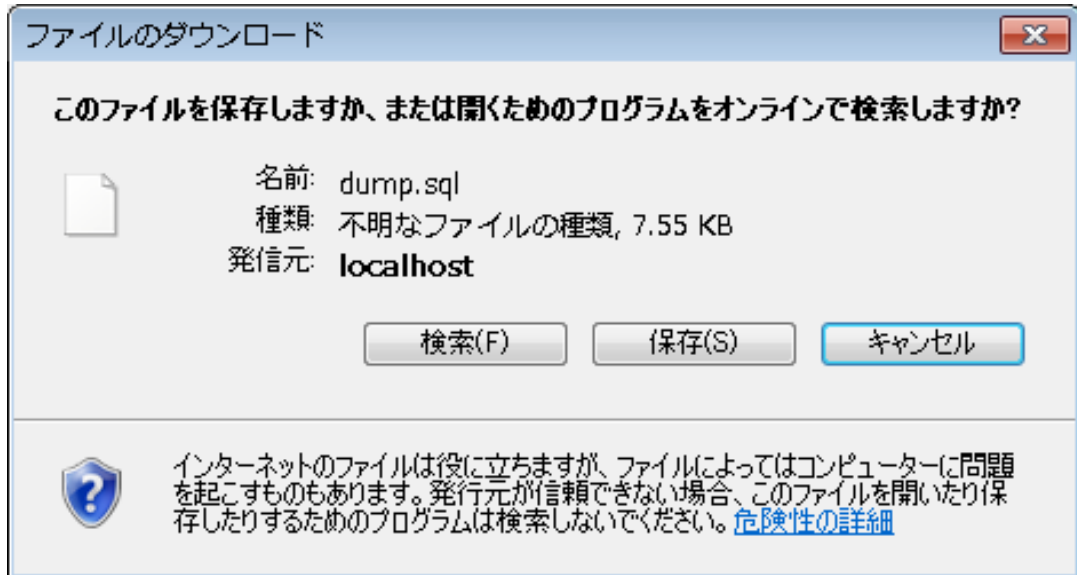 ファイルのダウンロード
このファイルを保存しますか、または開くためのプログラムをオンラインで検索しますか?
名前: dump.sql
種類: 不明なファイルの種類, 7.55 KB
発信元: localhost
検索(F) 保存(S) キャンセル
インターネットのファイルは役に立ちますが、ファイルによってはコンピューターに問題
を起こすものもあります。発行元が信頼できない場合、このファイルを開いたり保
存したりするためのプログラムは検索しないでください。危険性の詳細